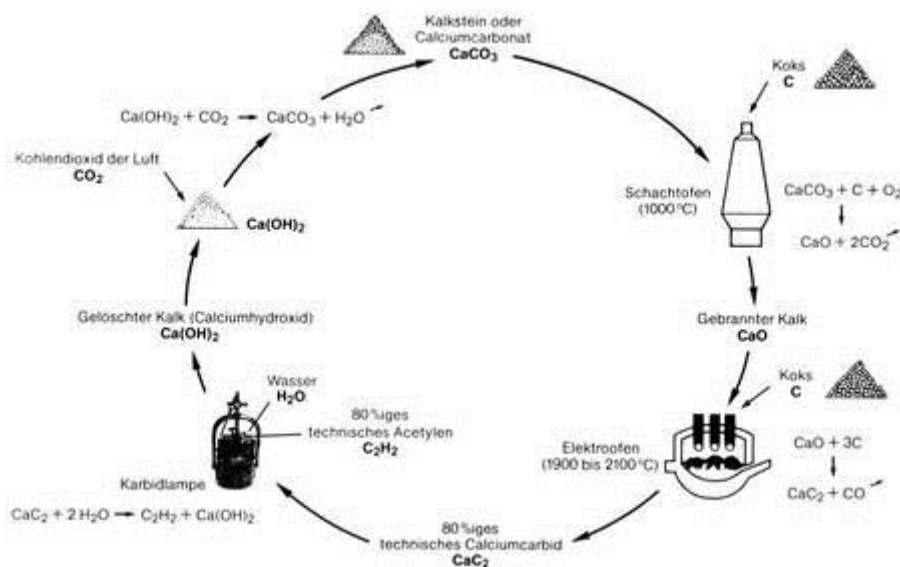 Kalkstein oder
Calciumcarbonat
CaCO₃
Koks
C
Ca(OH)₂ + CO₂ → CaCO₃ + H₂O
Kohlendioxid der Luft
CO₂
Ca(OH)₂
Schachtofen
(1000°C)
CaCO₃ + C + O₂
↓
CaO + 2CO₂
Gebrannter Kalk
CaO
Koks
C
Elektroofen
(1900 bis 2100°C)
CaO + 3C
↓
CaC₂ + CO
80%iges
technisches Calciumcarbid
CaC₂
Gelöschter Kalk (Calciumhydroxid)
Ca(OH)₂
Wasser
H₂O
80%iges
technisches Acetylen
C₂H₂
Karbidlampe
CaC₂ + 2 H₂O → C₂H₂ + Ca(OH)₂